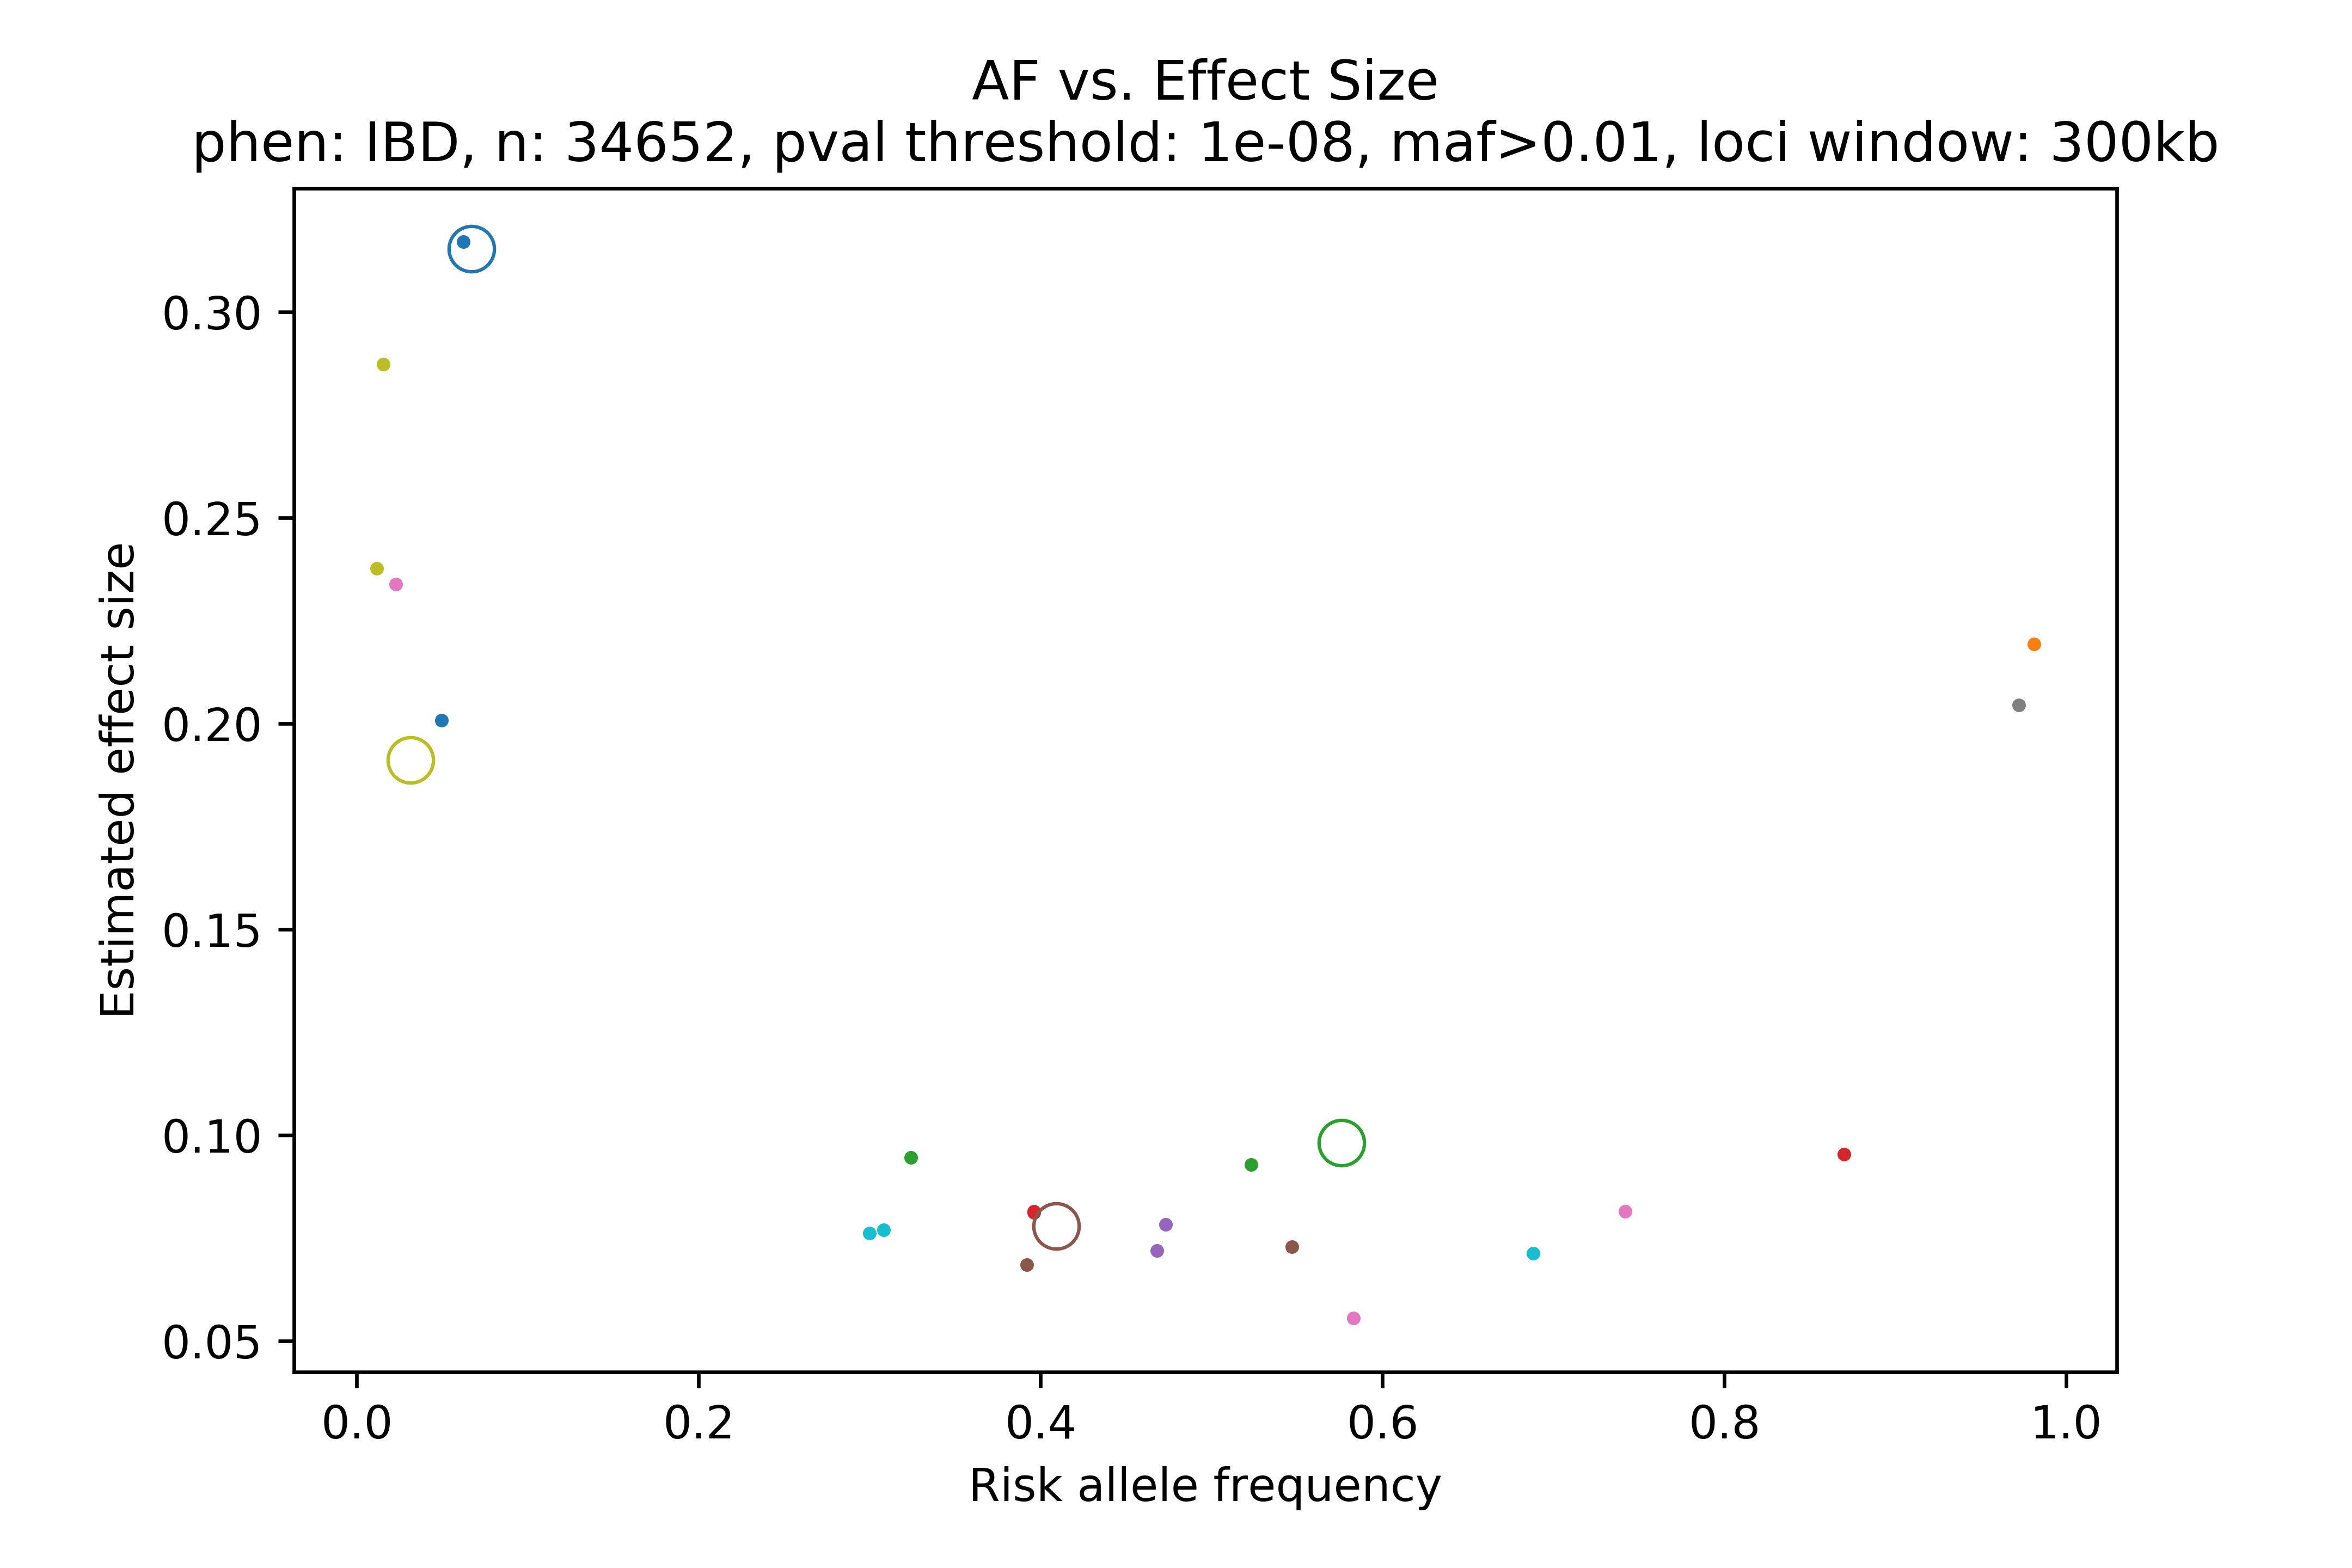 AF vs. Effect Size
phen: IBD, n: 34652, pval threshold: 1e-08, maf>0.01, loci window: 300kb
0.30
0.25
0.20
0.15
0.10
0.05
Estimated effect size
0.0 0.2 0.4 0.6 0.8 1.0
Risk allele frequency